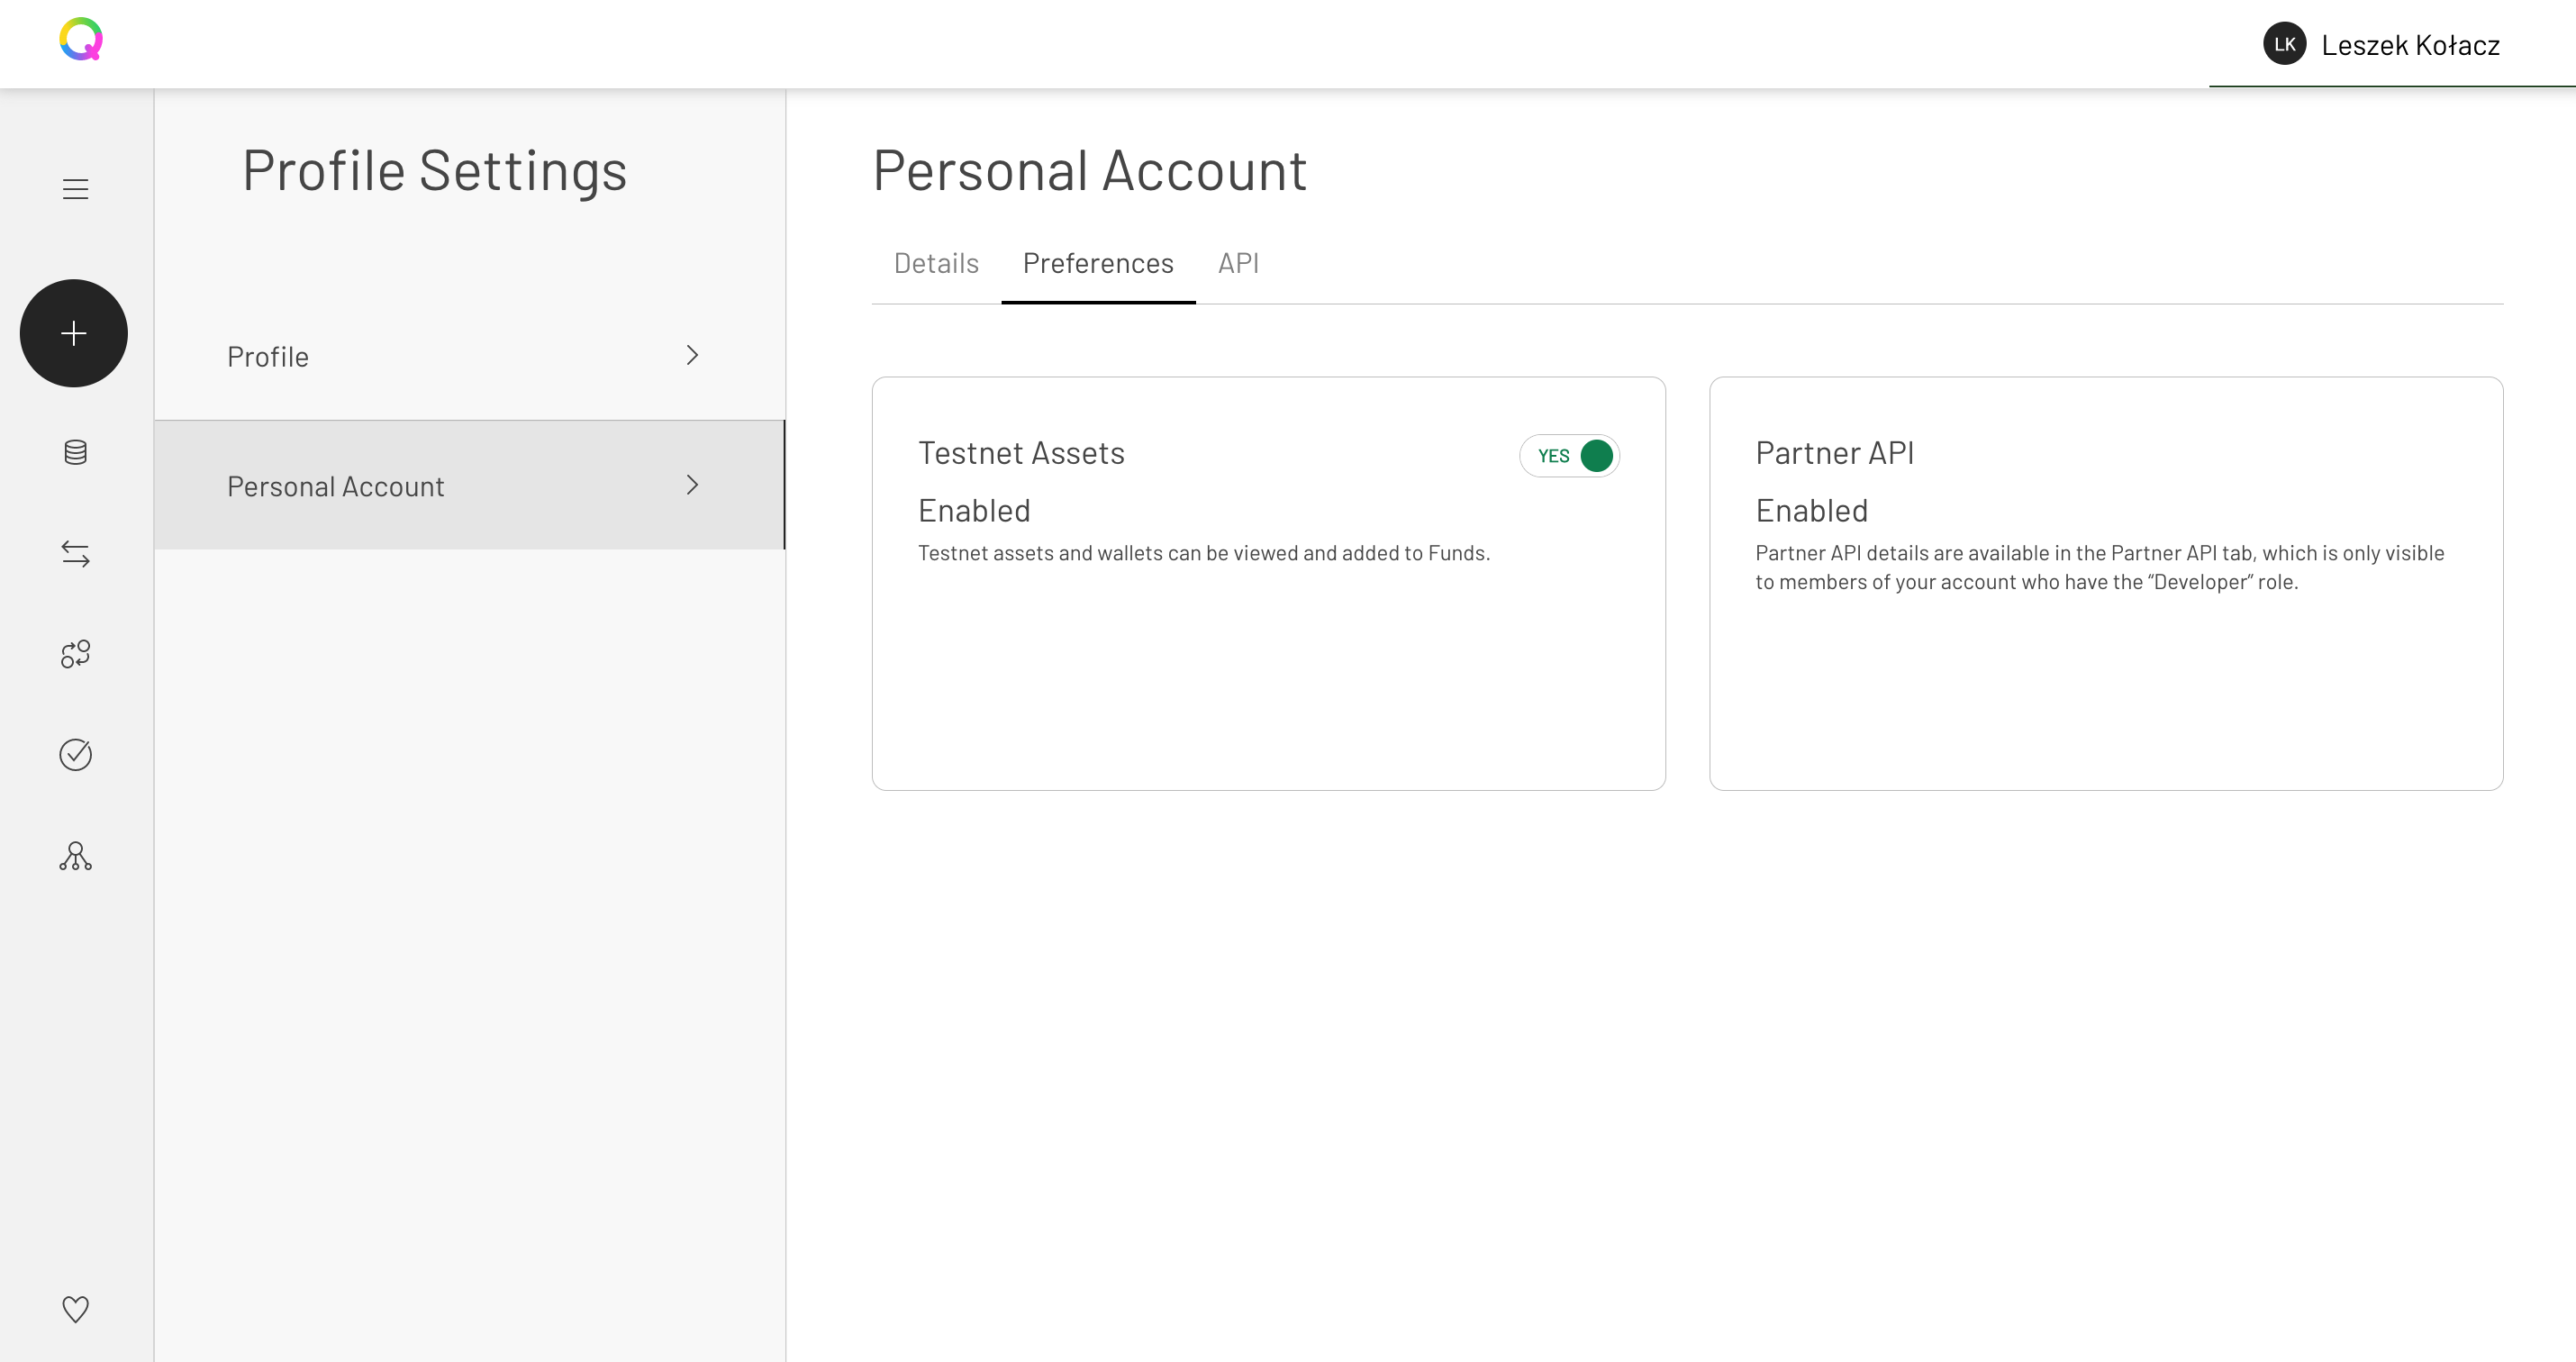 LK Leszek Kołacz
Profile Settings
Profile
Personal Account
Personal Account
Details Preferences API
Testnet Assets
YES
Enabled
Testnet assets and wallets can be viewed and added to Funds.
Partner API
Enabled
Partner API details are available in the Partner API tab, which is only visible
to members of your account who have the “Developer” role.